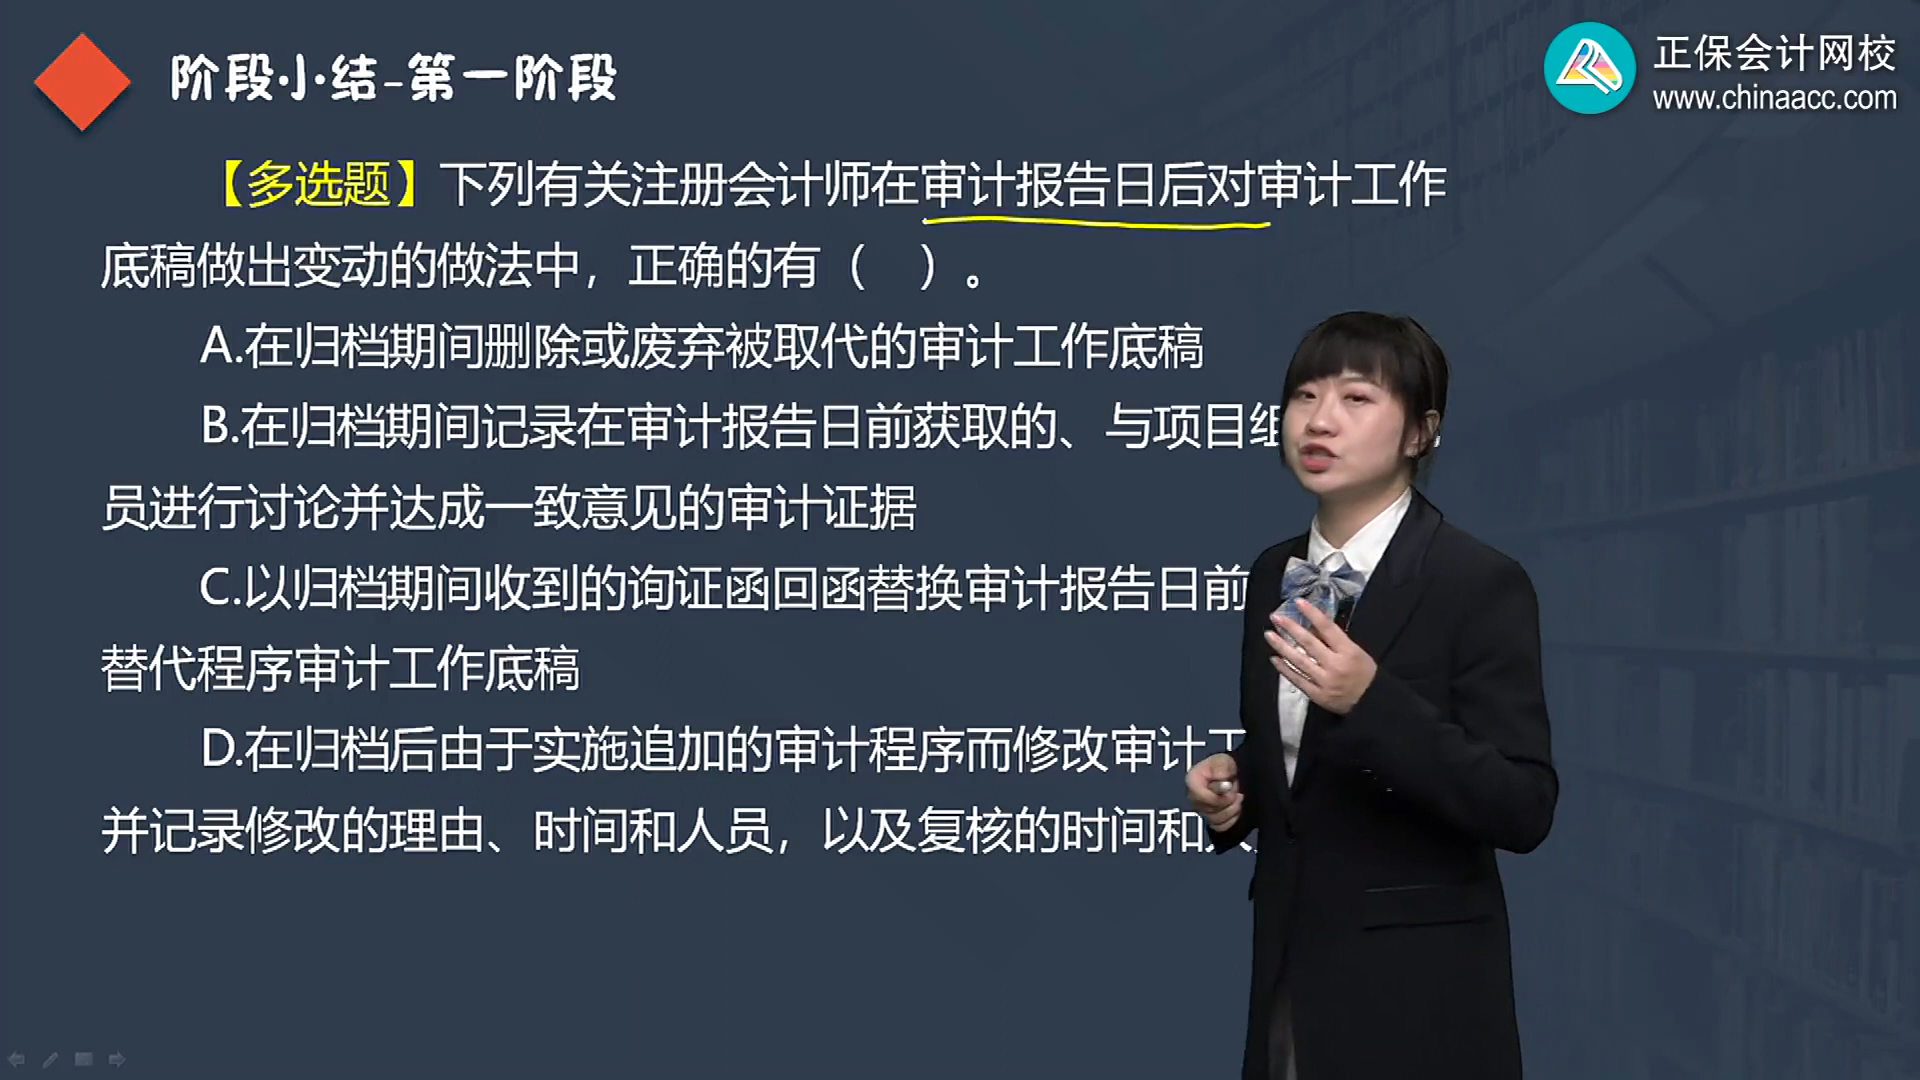 阶段小结-第一阶段
正保会计网校
www.chinaacc.com
【多选题】下列有关注册会计师在审计报告日后对审计工作
底稿做出变动的做法中，正确的有（ ）。
A.在归档期间删除或废弃被取代的审计工作底稿
B.在归档期间记录在审计报告日前获取的、与项目组
员进行讨论并达成一致意见的审计证据
C.以归档期间收到的询证函回函替换审计报告日前
替代程序审计工作底稿
D.在归档后由于实施追加的审计程序而修改审计
并记录修改的理由、时间和人员，以及复核的时间和